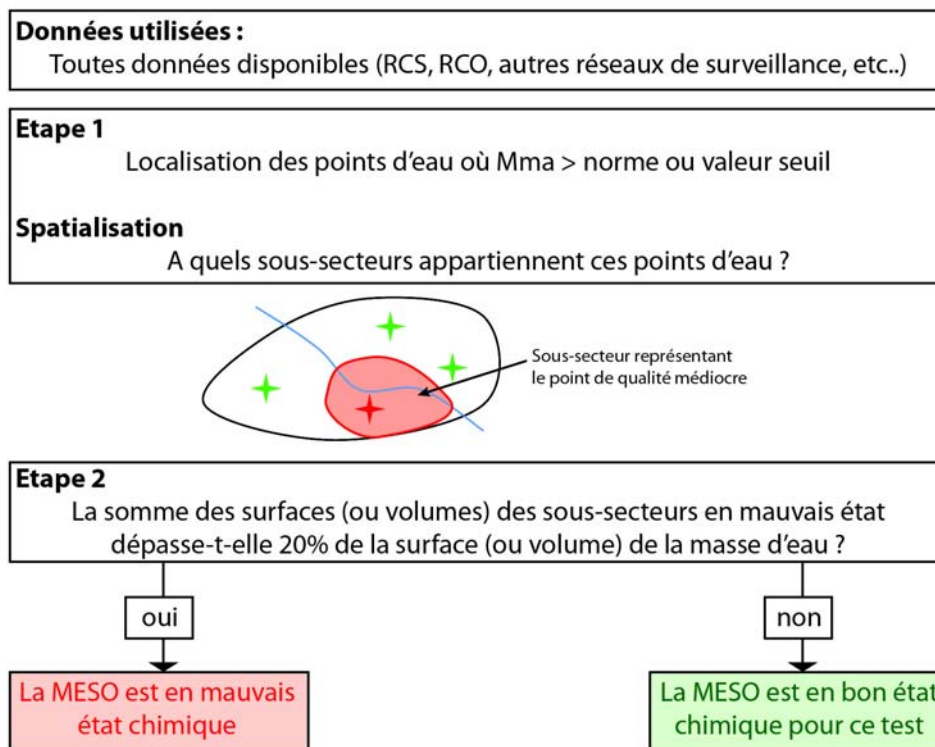 Données utilisées :
Toutes données disponibles (RCS, RCO, autres réseaux de surveillance, etc..)
Etape 1
Localisation des points d'eau où Mma > norme ou valeur seuil
Spatialisation
A quels sous-secteurs appartiennent ces points d'eau ?
Sous-secteur représentant
le point de qualité médiocre
Etape 2
La somme des surfaces (ou volumes) des sous-secteurs en mauvais état
dépasse-t-elle 20% de la surface (ou volume) de la masse d'eau ?
oui
non
La MESO est en mauvais
état chimique
La MESO est en bon état
chimique pour ce test